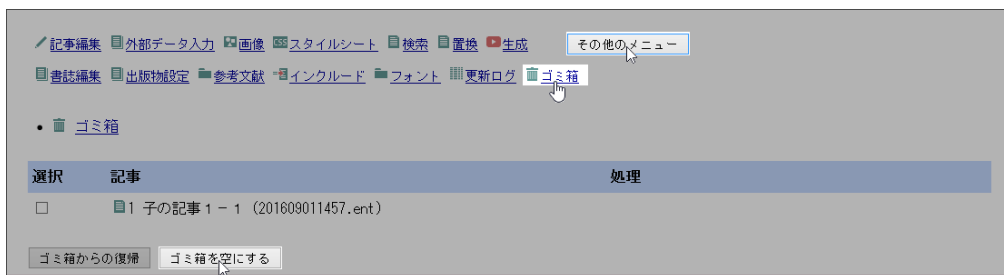 記事編集 外部データ入力 画像 スタイルシート 検索 置換 生成 その他のメニュー
書誌編集 出版物設定 参考文献 インクルード フォント 更新ログ ゴミ箱
• ゴミ箱
選択 記事 処理
1 子の記事１－１ (201609011457.ent)
ゴミ箱からの復帰 ゴミ箱を空にする